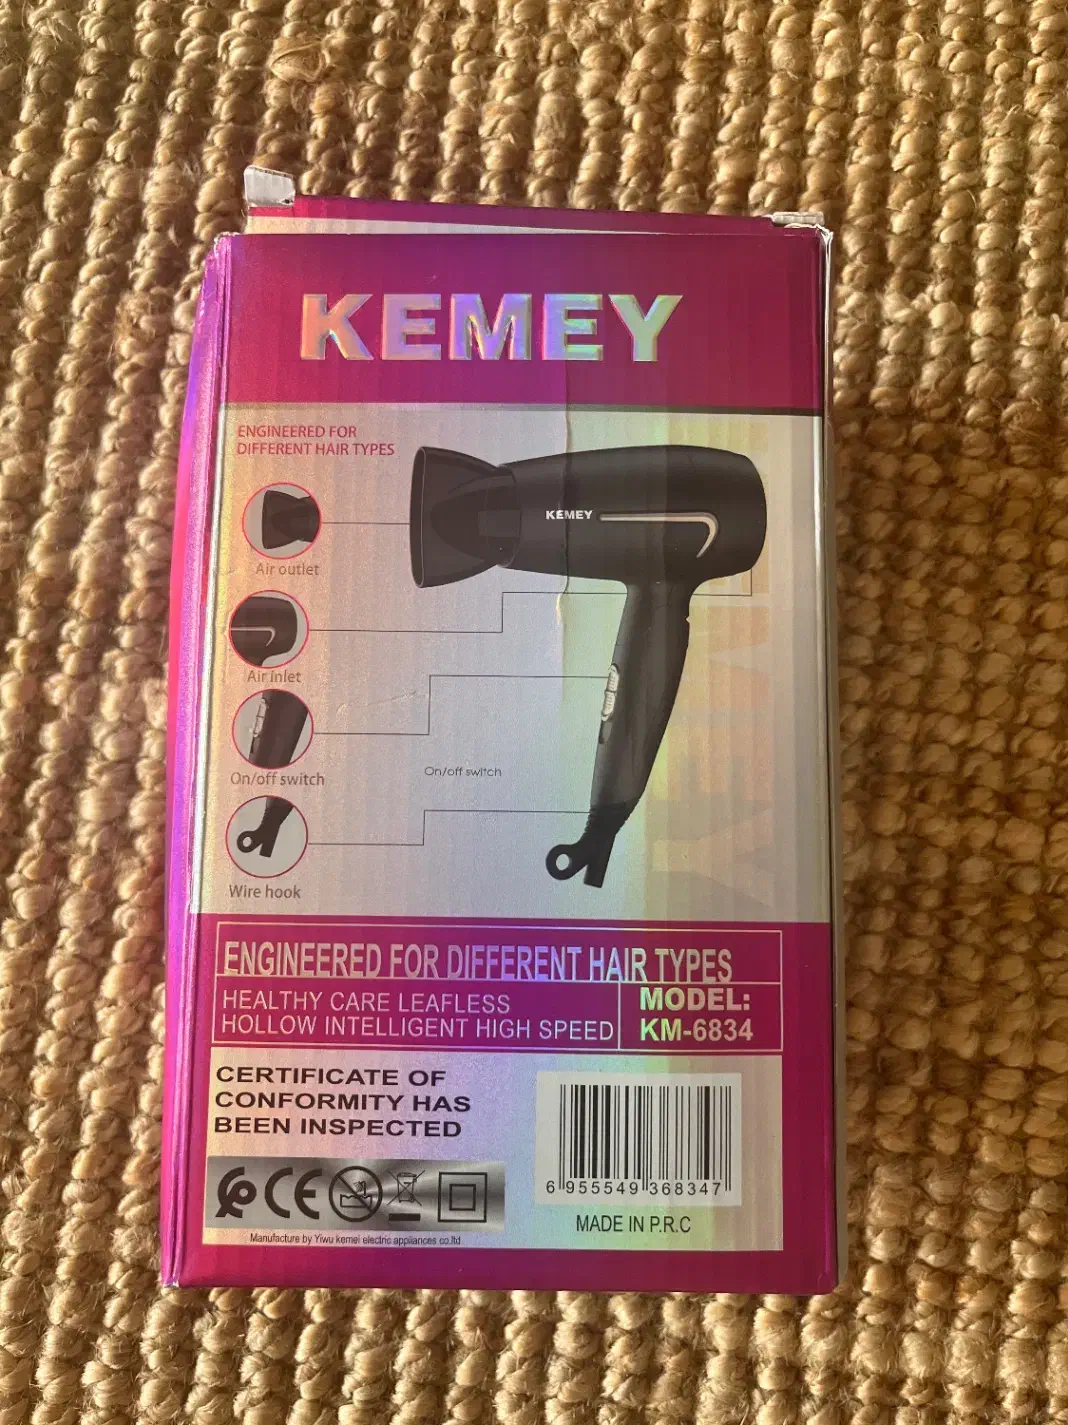 KEMEY
ENGINEERED FOR
DIFFERENT HAIR TYPES
KEMEY
Air outlet
Air inlet
On/off switch
On/off switch
Wire hook
ENGINEERED FOR DIFFERENT HAIR TYPES
HEALTHY CARE LEAFLESS
HOLLOW INTELLIGENT HIGH SPEED
MODEL:
KM-6834
CERTIFICATE OF
CONFORMITY HAS
BEEN INSPECTED
CE
Manufacture by Yiwu kemei electric appliances co.ltd
6 955549 368347
MADE IN P.R.C